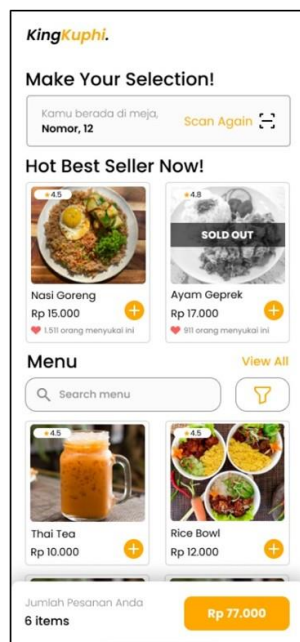 KingKuphi.
Make Your Selection!
Kamu berada di meja,
Nomor, 12
Scan Again
Hot Best Seller Now!
4.5
4.8
SOLD OUT
Nasi Goreng
Rp 15.000
1.511 orang menyukai ini
Ayam Geprek
Rp 17.000
911 orang menyukai ini
Menu
View All
Search menu
4.5
4.5
Thai Tea
Rp 10.000
Rice Bowl
Rp 12.000
Jumlah Pesanan Anda
6 items
Rp 77.000